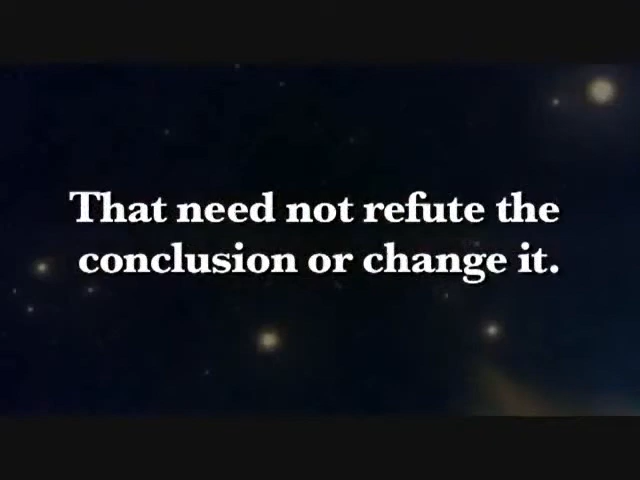 That need not refute the
conclusion or change it.